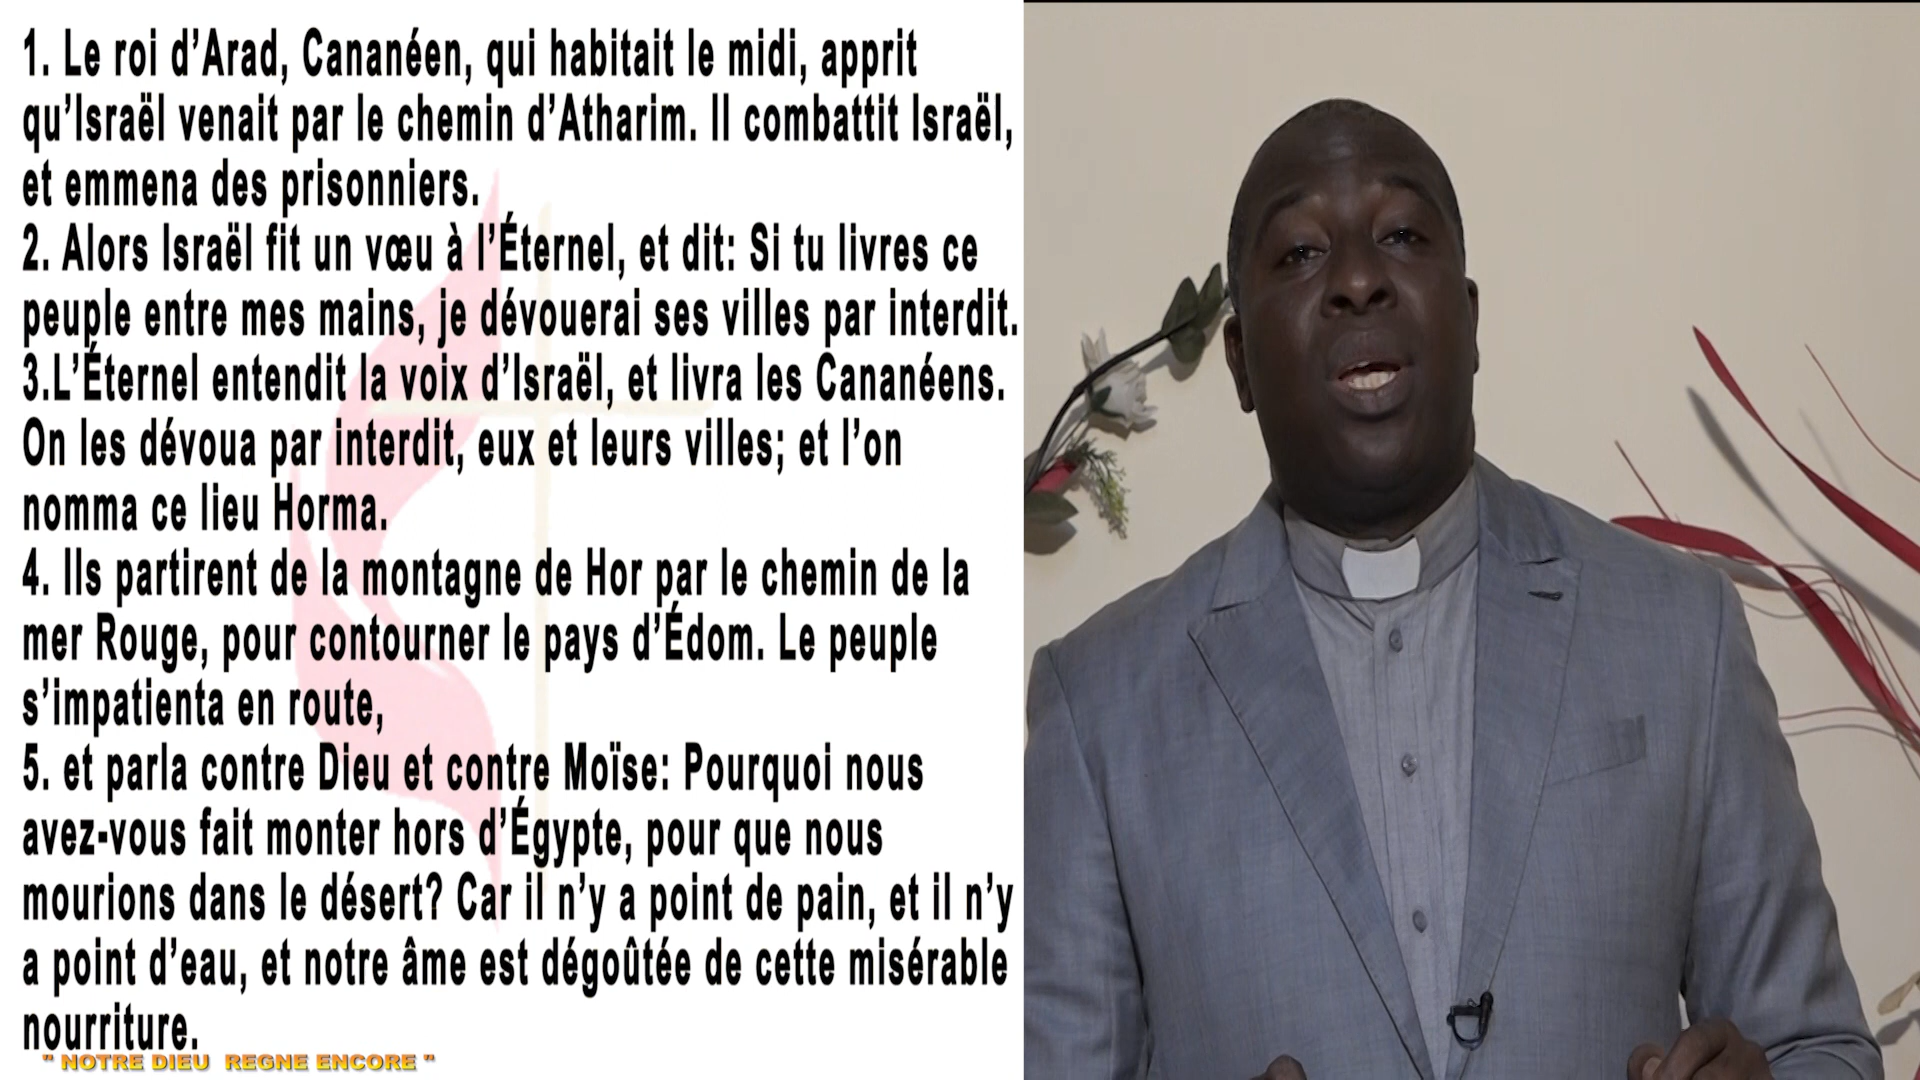 1. Le roi d’Arad, Cananéen, qui habitait le midi, apprit
qu’Israël venait par le chemin d’Atharim. Il combattit Israël,
et emmena des prisonniers.
2. Alors Israël fit un vœu à l’Éternel, et dit: Si tu livres ce
peuple entre mes mains, je dévouerai ses villes par interdit.
3.L’Éternel entendit la voix d’Israël, et livra les Cananéens.
On les dévoua par interdit, eux et leurs villes; et l’on
nomma ce lieu Horma.
4. Ils partirent de la montagne de Hor par le chemin de la
mer Rouge, pour contourner le pays d’Édom. Le peuple
s’impatienta en route,
5. et parla contre Dieu et contre Moïse: Pourquoi nous
avez-vous fait monter hors d’Égypte, pour que nous
mourions dans le désert? Car il n’y a point de pain, et il n’y
a point d’eau, et notre âme est dégoûtée de cette misérable
nourriture.
" NOTRE DIEU REGNE ENCORE "